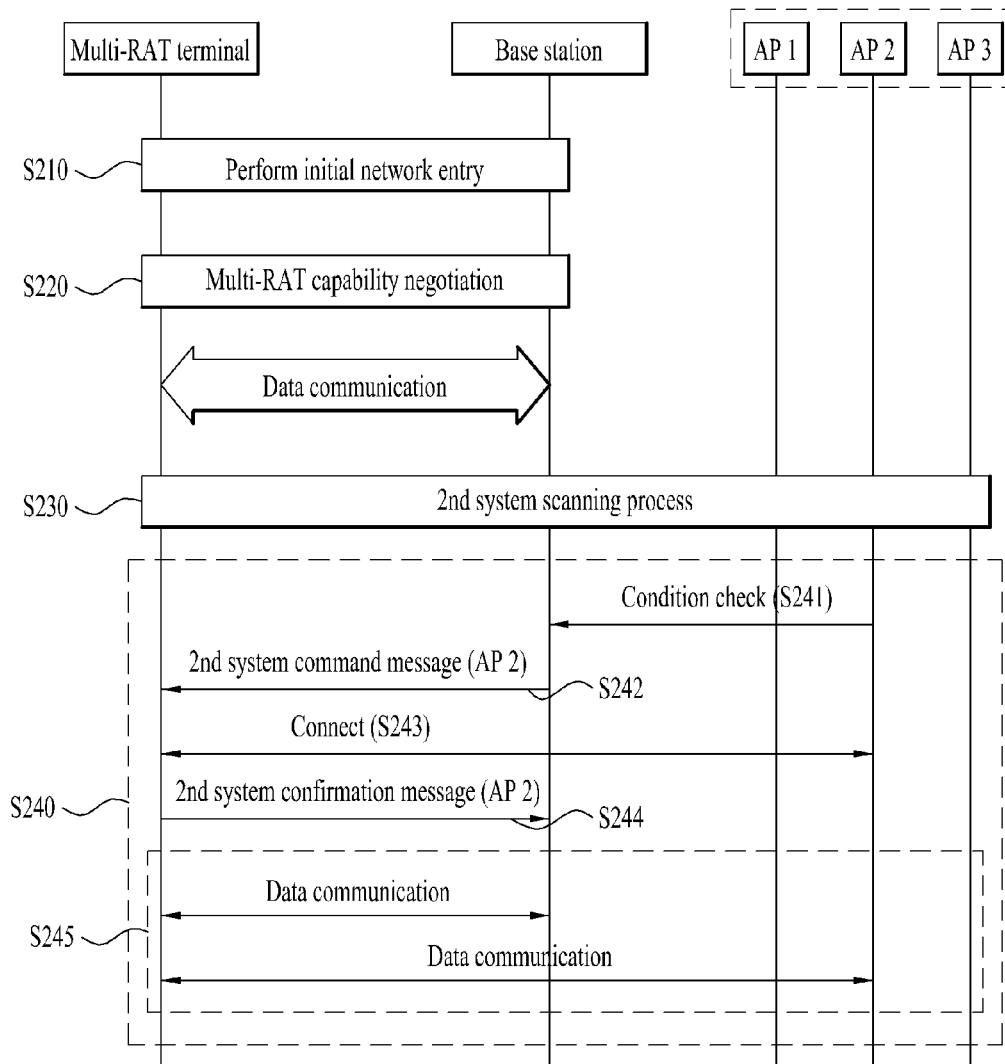 Multi-RAT terminal
Base station
AP 1
AP 2
AP 3
S210
Perform initial network entry
S220
Multi-RAT capability negotiation
Data communication
S230
2nd system scanning process
Condition check (S241)
2nd system command message (AP 2)
S242
Connect (S243)
S240
2nd system confirmation message (AP 2)
S244
S245
Data communication
Data communication